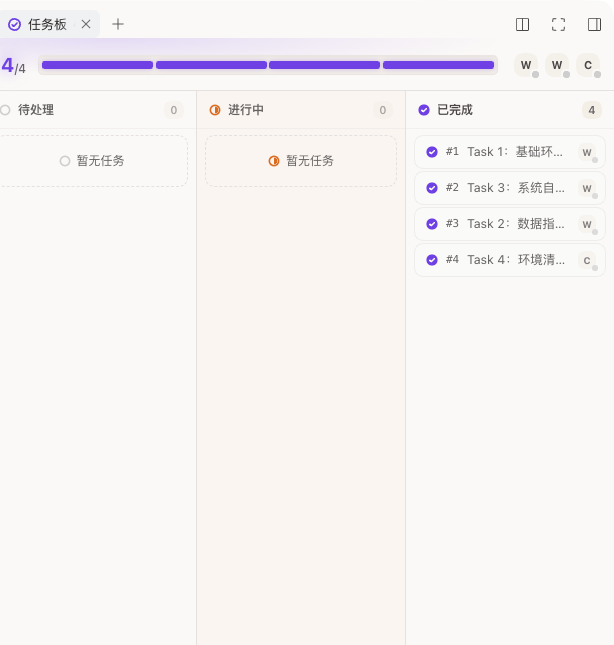 任务板
4/4
W W C
待处理 0
暂无任务
进行中 0
暂无任务
已完成 4
#1 Task 1: 基础环... W
#2 Task 3: 系统自... W
#3 Task 2: 数据指... W
#4 Task 4: 环境清... C